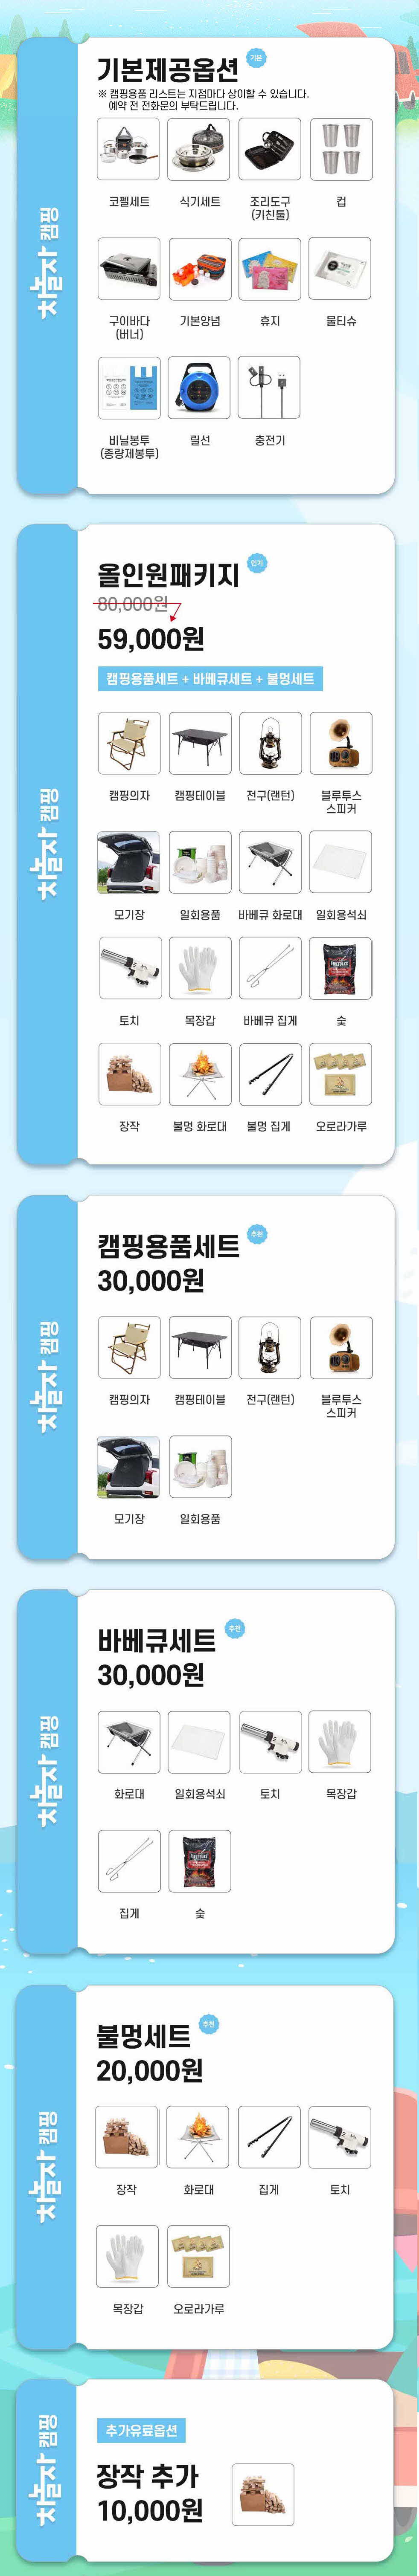 기본제공옵션 기본
※ 캠핑용품 리스트는 지점마다 상이할 수 있습니다.
예약 전 전화문의 부탁드립니다.
차놀자 캠핑
코펠세트 식기세트 조리도구 컵
(키친툴)
구이바다 기본양념 휴지 물티슈
(버너)
비닐봉투 릴선 충전기
(종량제봉투)
올인원패키지 인기
80,000원
59,000원
캠핑용품세트 + 바베큐세트 + 불멍세트
차놀자 캠핑
캠핑의자 캠핑테이블 전구(랜턴) 블루투스
스피커
모기장 일회용품 바베큐 화로대 일회용석쇠
토치 목장갑 바베큐 집게 숯
장작 불멍 화로대 불멍 집게 오로라가루
캠핑용품세트 추천
30,000원
차놀자 캠핑
캠핑의자 캠핑테이블 전구(랜턴) 블루투스
스피커
모기장 일회용품
바베큐세트 추천
30,000원
차놀자 캠핑
화로대 일회용석쇠 토치 목장갑
집게 숯
불멍세트 추천
20,000원
차놀자 캠핑
장작 화로대 집게 토치
목장갑 오로라가루
차놀자 캠핑
추가유료옵션
장작 추가
10,000원